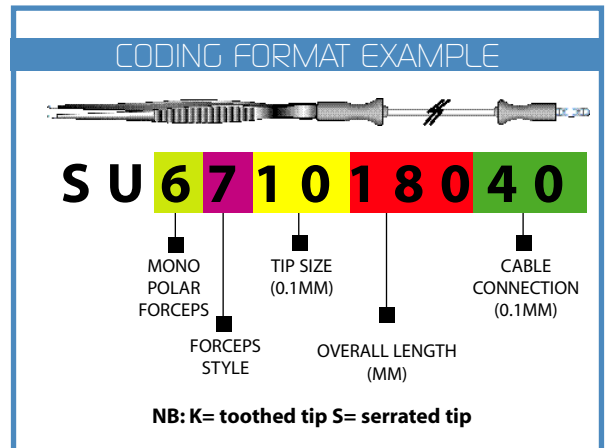 CODING FORMAT EXAMPLE
S U 6 7 1 0 1 8 0 4 0
MONO
POLAR
FORCEPS
FORCEPS
STYLE
TIP SIZE
(0.1MM)
OVERALL LENGTH
(MM)
CABLE
CONNECTION
(0.1MM)
NB: K= toothed tip S= serrated tip